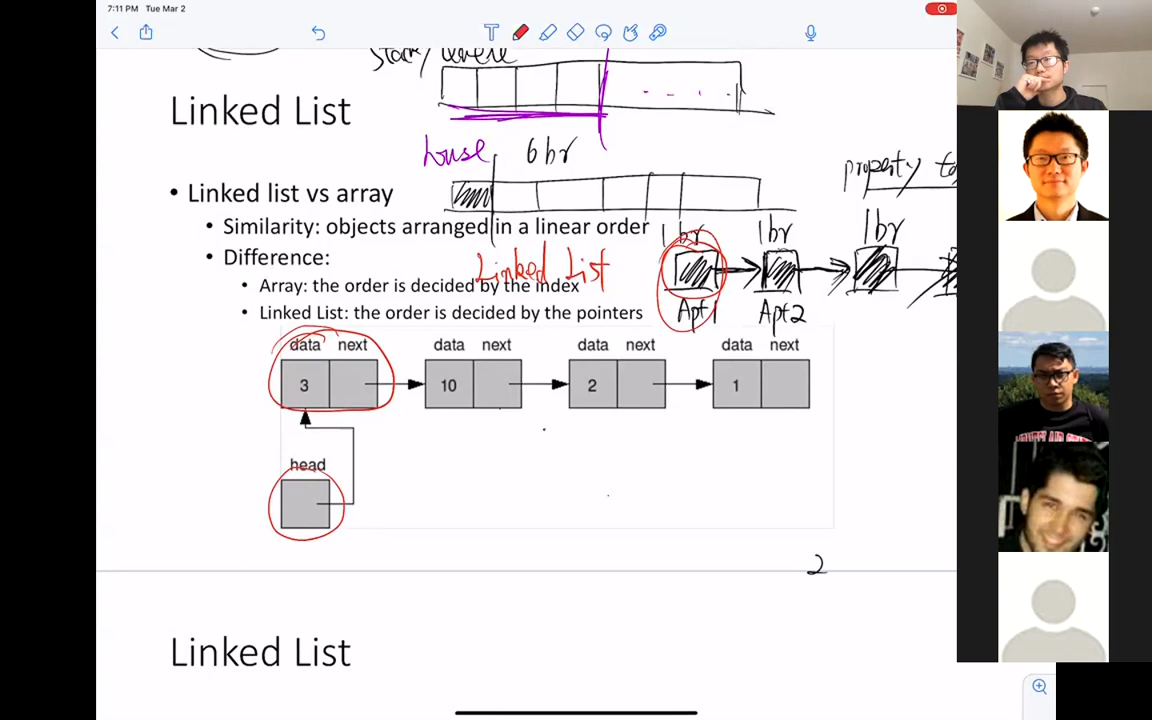 7:11 PM Tue Mar 2
Linked List
house 6 br
property
• Linked list vs array
• Similarity: objects arranged in a linear order
1 br 1 br 1 br
• Difference:
Linked List
• Array: the order is decided by the index
• Linked List: the order is decided by the pointers
Apt 1 Apt 2
data next data next data next data next
3 10 2 1
head
2
Linked List